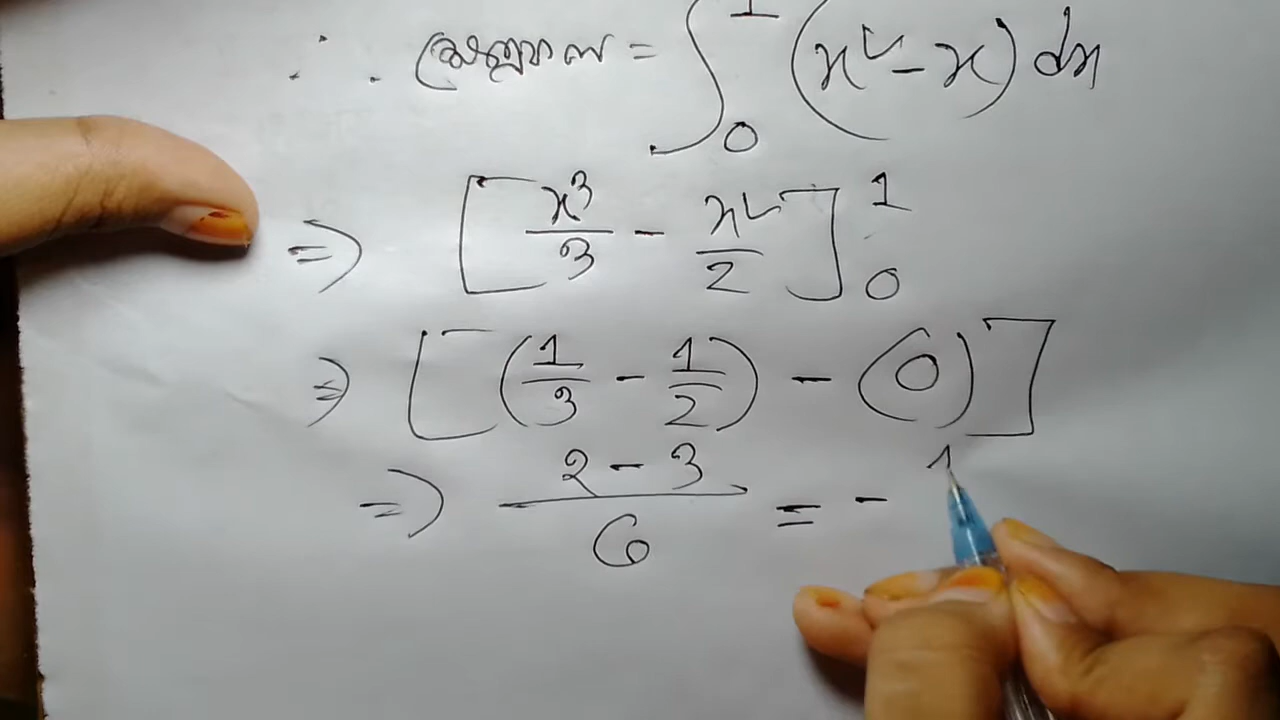 ∴ ক্ষেত্রফল = ∫₀¹ (x² − x) dx
⇒ [x³/3 − x²/2]₀¹
⇒ [(1/3 − 1/2) − (0)]
⇒ (2 − 3)/6 = − 1